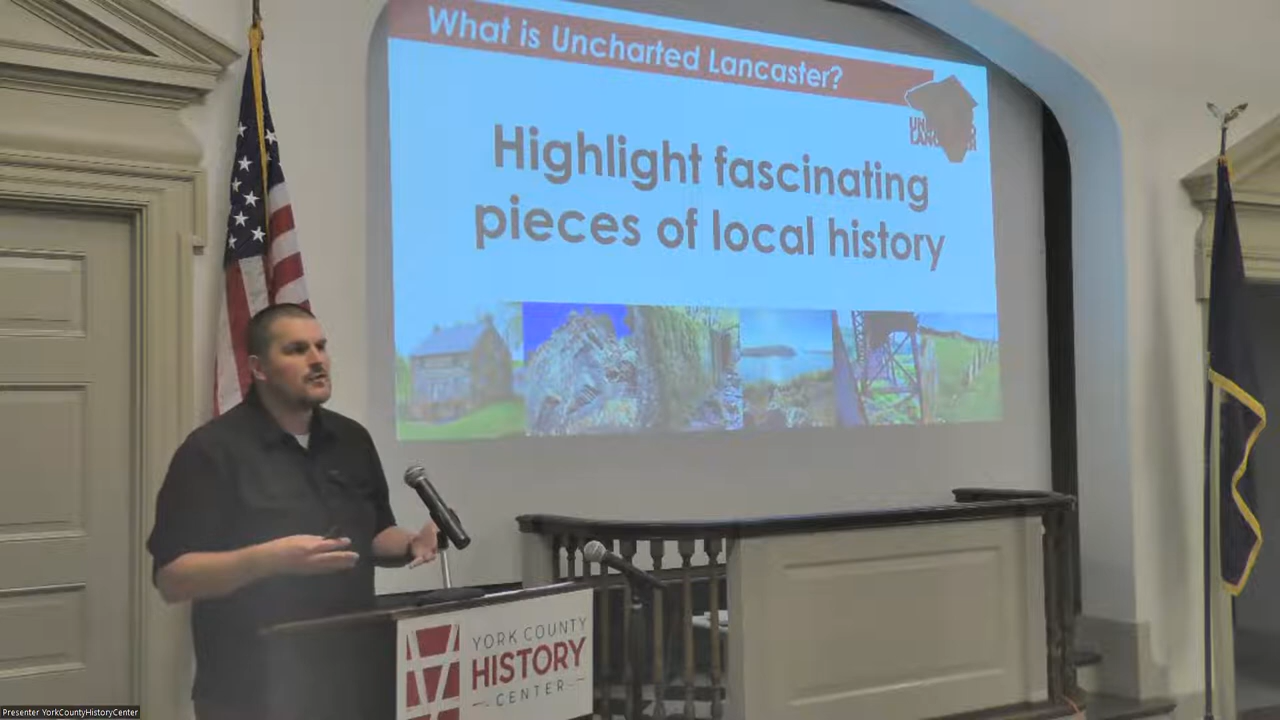 What is Uncharted Lancaster?
Highlight fascinating
pieces of local history
YORK COUNTY
HISTORY
CENTER
Presenter YorkCountyHistoryCenter